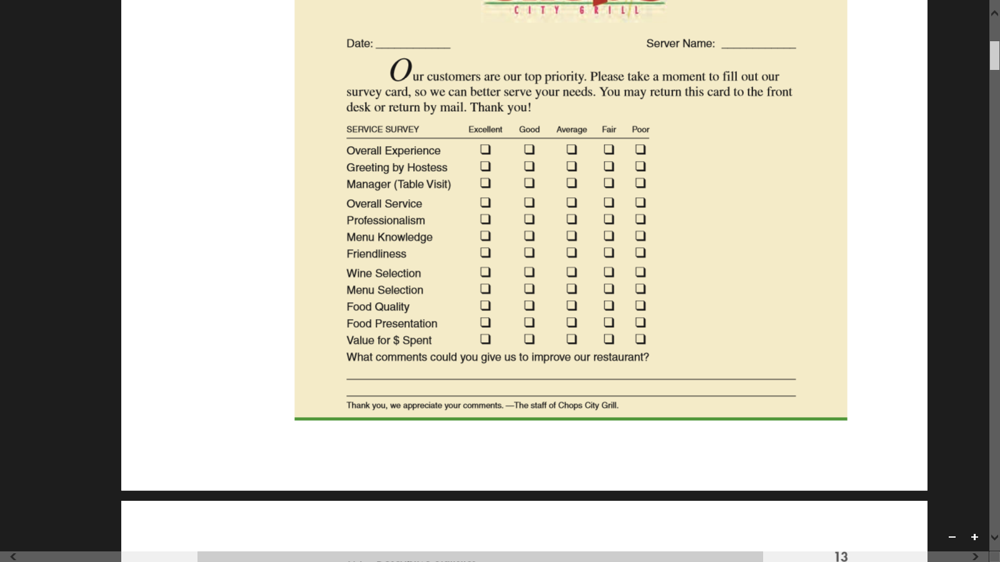 CITY GRILL
Date: ____________ Server Name: ____________
Our customers are our top priority. Please take a moment to fill out our
survey card, so we can better serve your needs. You may return this card to the front
desk or return by mail. Thank you!
SERVICE SURVEY Excellent Good Average Fair Poor
Overall Experience ❏ ❏ ❏ ❏ ❏
Greeting by Hostess ❏ ❏ ❏ ❏ ❏
Manager (Table Visit) ❏ ❏ ❏ ❏ ❏
Overall Service ❏ ❏ ❏ ❏ ❏
Professionalism ❏ ❏ ❏ ❏ ❏
Menu Knowledge ❏ ❏ ❏ ❏ ❏
Friendliness ❏ ❏ ❏ ❏ ❏
Wine Selection ❏ ❏ ❏ ❏ ❏
Menu Selection ❏ ❏ ❏ ❏ ❏
Food Quality ❏ ❏ ❏ ❏ ❏
Food Presentation ❏ ❏ ❏ ❏ ❏
Value for $ Spent ❏ ❏ ❏ ❏ ❏
What comments could you give us to improve our restaurant?
Thank you, we appreciate your comments. —The staff of Chops City Grill.
13